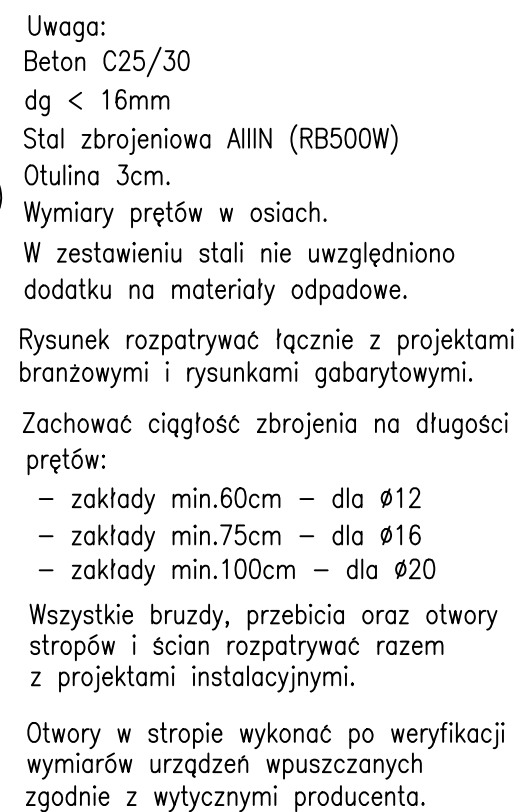 Uwaga:
Beton C25/30
dg < 16mm
Stal zbrojeniowa AIIIN (RB500W)
Otulina 3cm.
Wymiary prętów w osiach.
W zestawieniu stali nie uwzględniono
dodatku na materiały odpadowe.
Rysunek rozpatrywać łącznie z projektami
branżowymi i rysunkami gabarytowymi.
Zachować ciągłość zbrojenia na długości
prętów:
– zakłady min.60cm – dla ø12
– zakłady min.75cm – dla ø16
– zakłady min.100cm – dla ø20
Wszystkie bruzdy, przebicia oraz otwory
stropów i ścian rozpatrywać razem
z projektami instalacyjnymi.
Otwory w stropie wykonać po weryfikacji
wymiarów urządzeń wpuszczanych
zgodnie z wytycznymi producenta.